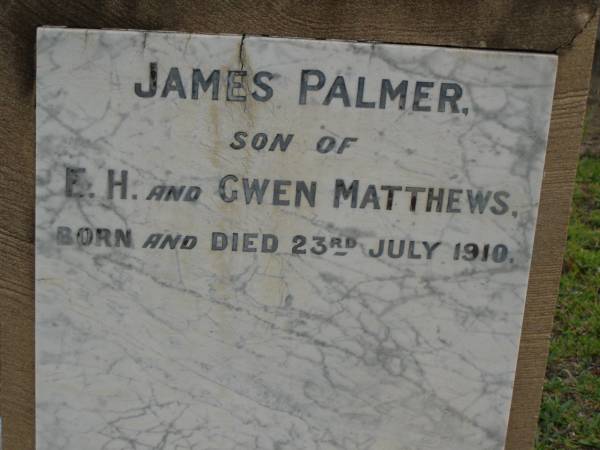 JAMES PALMER,
SON OF
E. H. AND GWEN MATTHEWS,
BORN AND DIED 23RD JULY 1910.